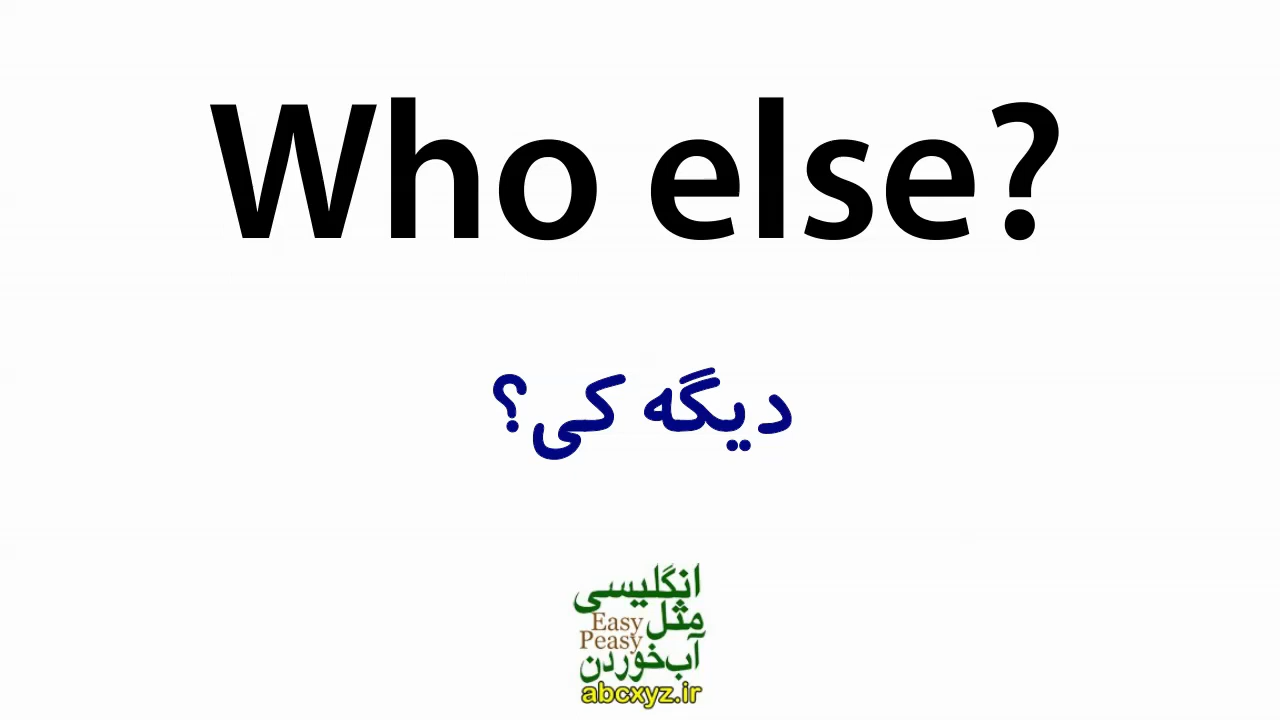 Who else?
دیگه کی؟
انگلیسی
مثل Easy
Peasy
آب‌خوردن
abcxyz.ir